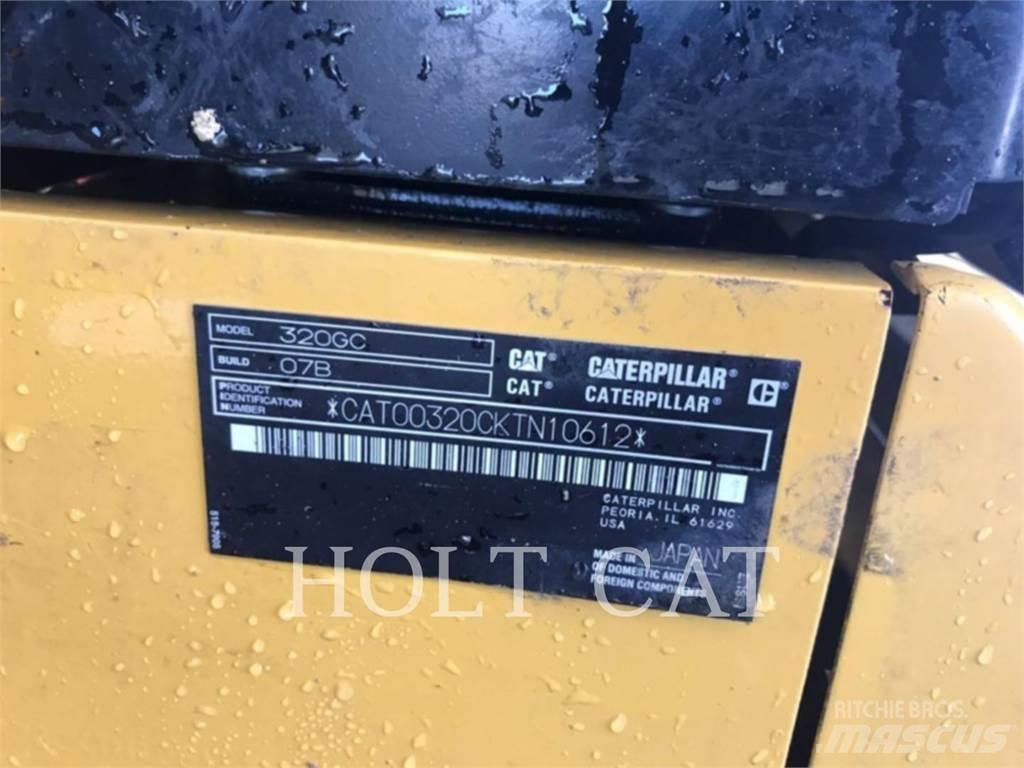 MODEL 320GC
BUILD 07B
CAT® CATERPILLAR®
CAT® CATERPILLAR®
PRODUCT
IDENTIFICATION
NUMBER *CAT00320CKTN10612*
CATERPILLAR INC.
PEORIA, IL 61629
USA
MADE IN JAPAN
OF DOMESTIC AND
FOREIGN COMPONENTS
HOLT CAT
RITCHIE BROS.
MASCUS